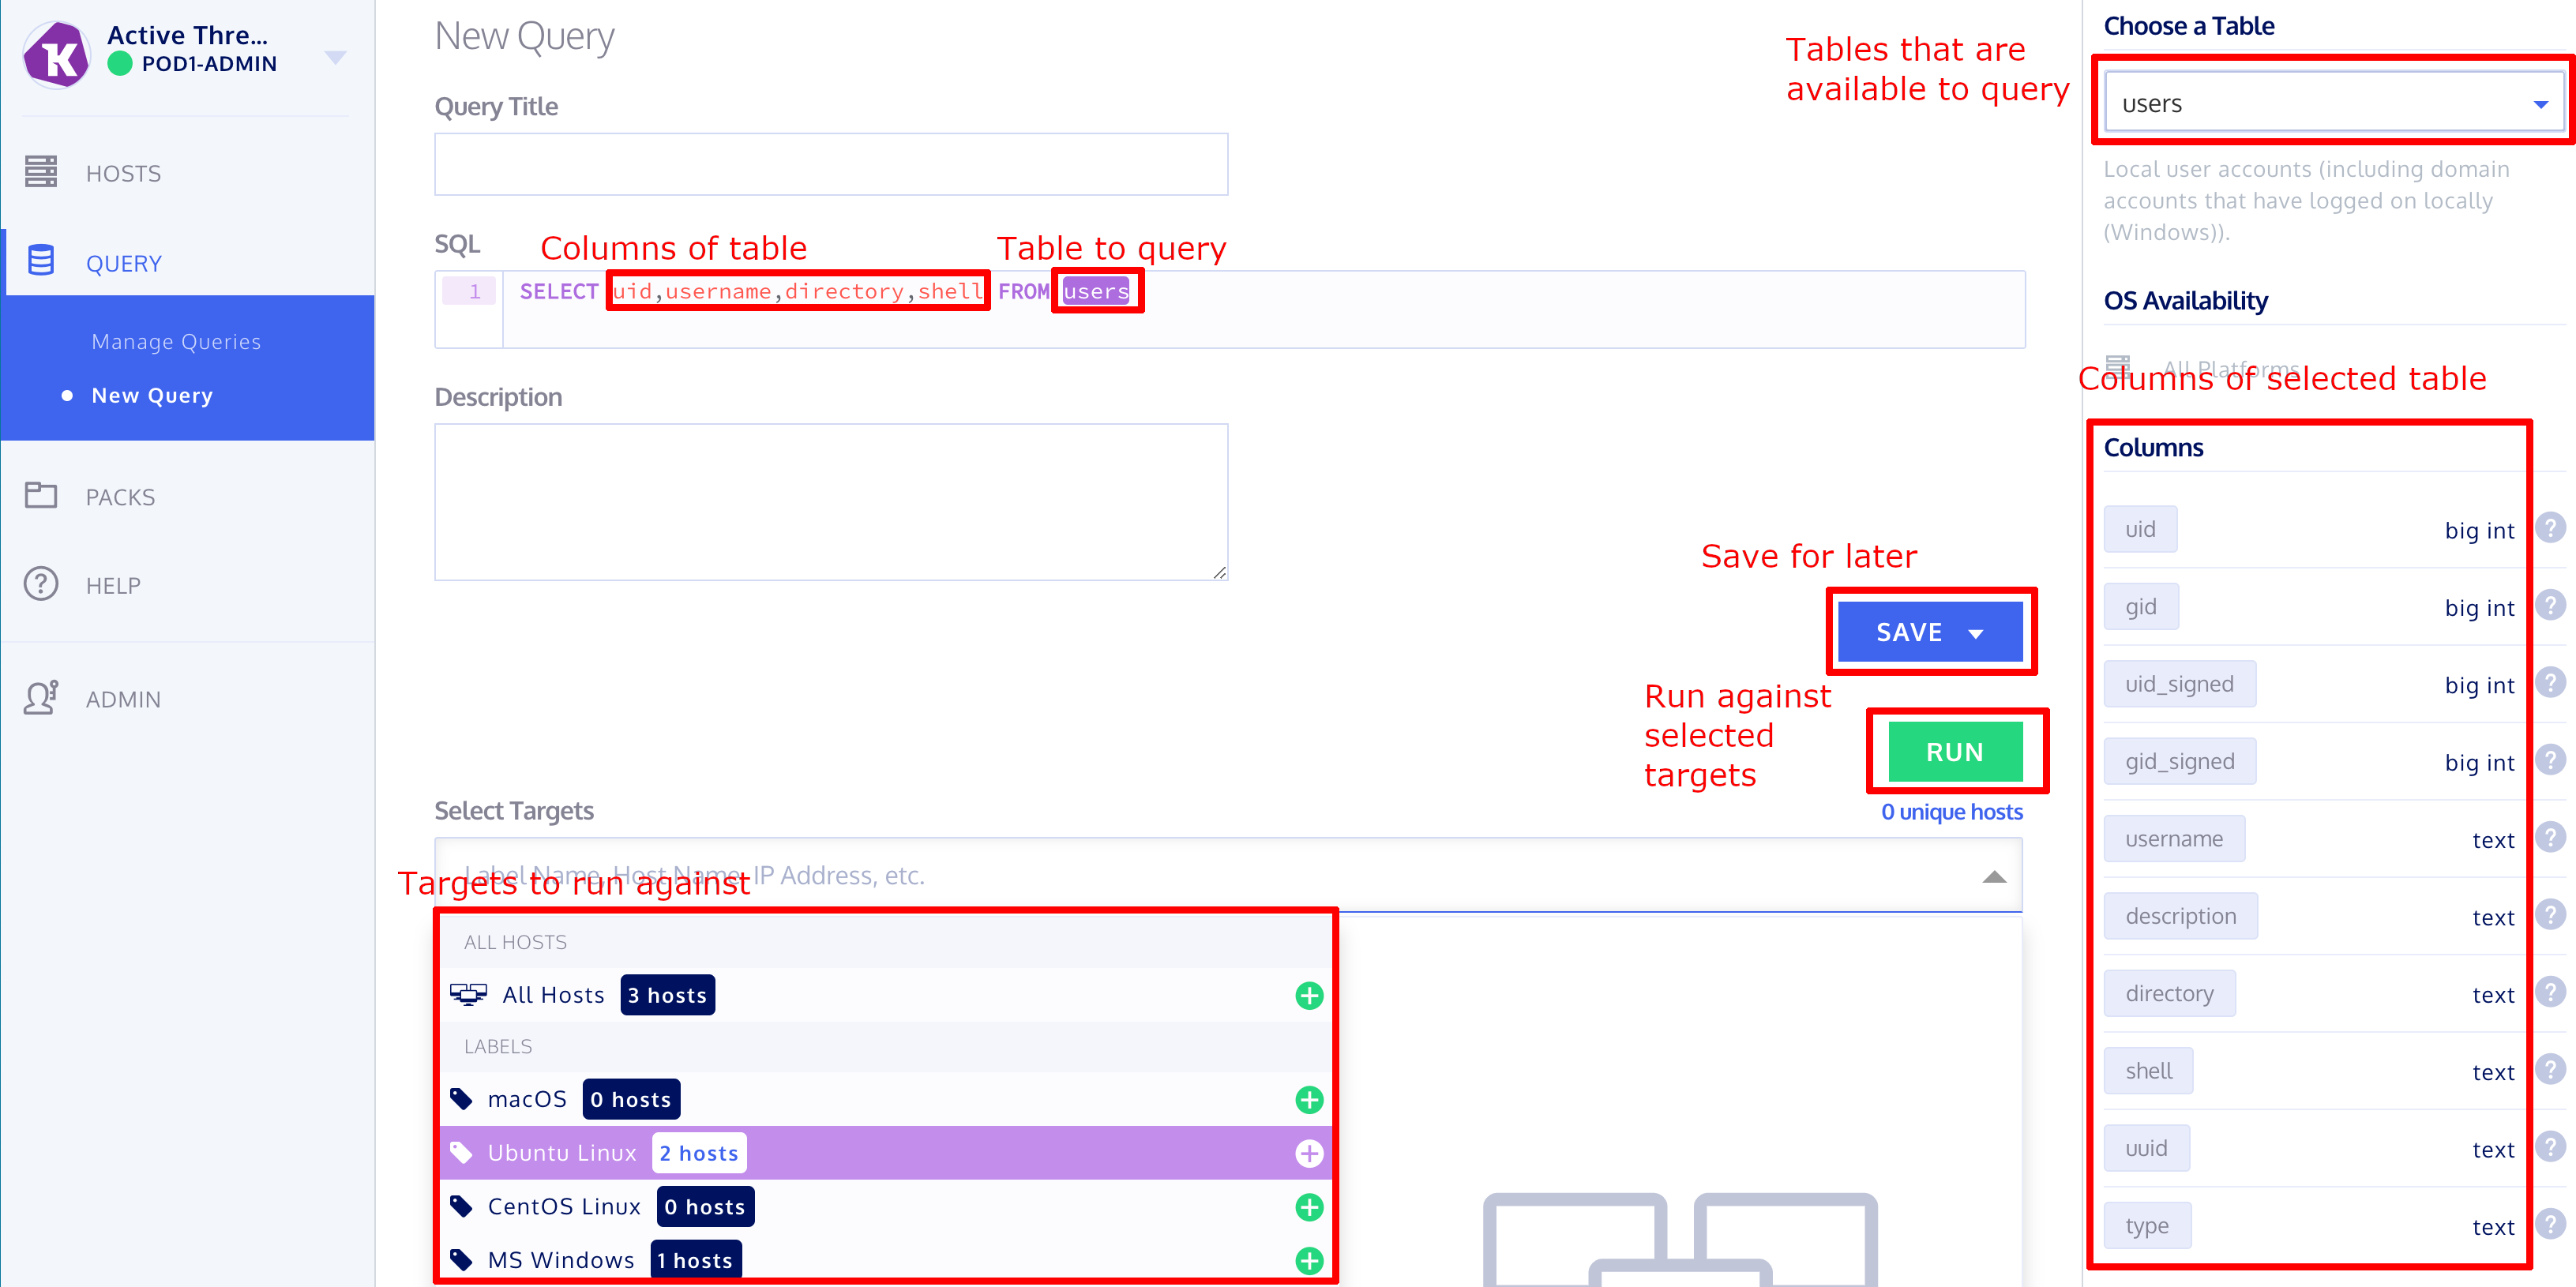 Active Thre...
POD1-ADMIN
HOSTS
QUERY
Manage Queries
New Query
PACKS
HELP
ADMIN
New Query
Query Title
SQL
Columns of table
Table to query
1 SELECT uid,username,directory,shell FROM users
Description
Save for later
SAVE
Run against
selected
targets
RUN
Select Targets
0 unique hosts
Label Name, Host Name, IP Address, etc.
Targets to run against
ALL HOSTS
All Hosts 3 hosts
LABELS
macOS 0 hosts
Ubuntu Linux 2 hosts
CentOS Linux 0 hosts
MS Windows 1 hosts
Tables that are
available to query
Choose a Table
users
Local user accounts (including domain
accounts that have logged on locally
(Windows)).
OS Availability
All Platforms
Columns of selected table
Columns
uid big int ?
gid big int ?
uid_signed big int ?
gid_signed big int ?
username text ?
description text ?
directory text ?
shell text ?
uuid text ?
type text ?